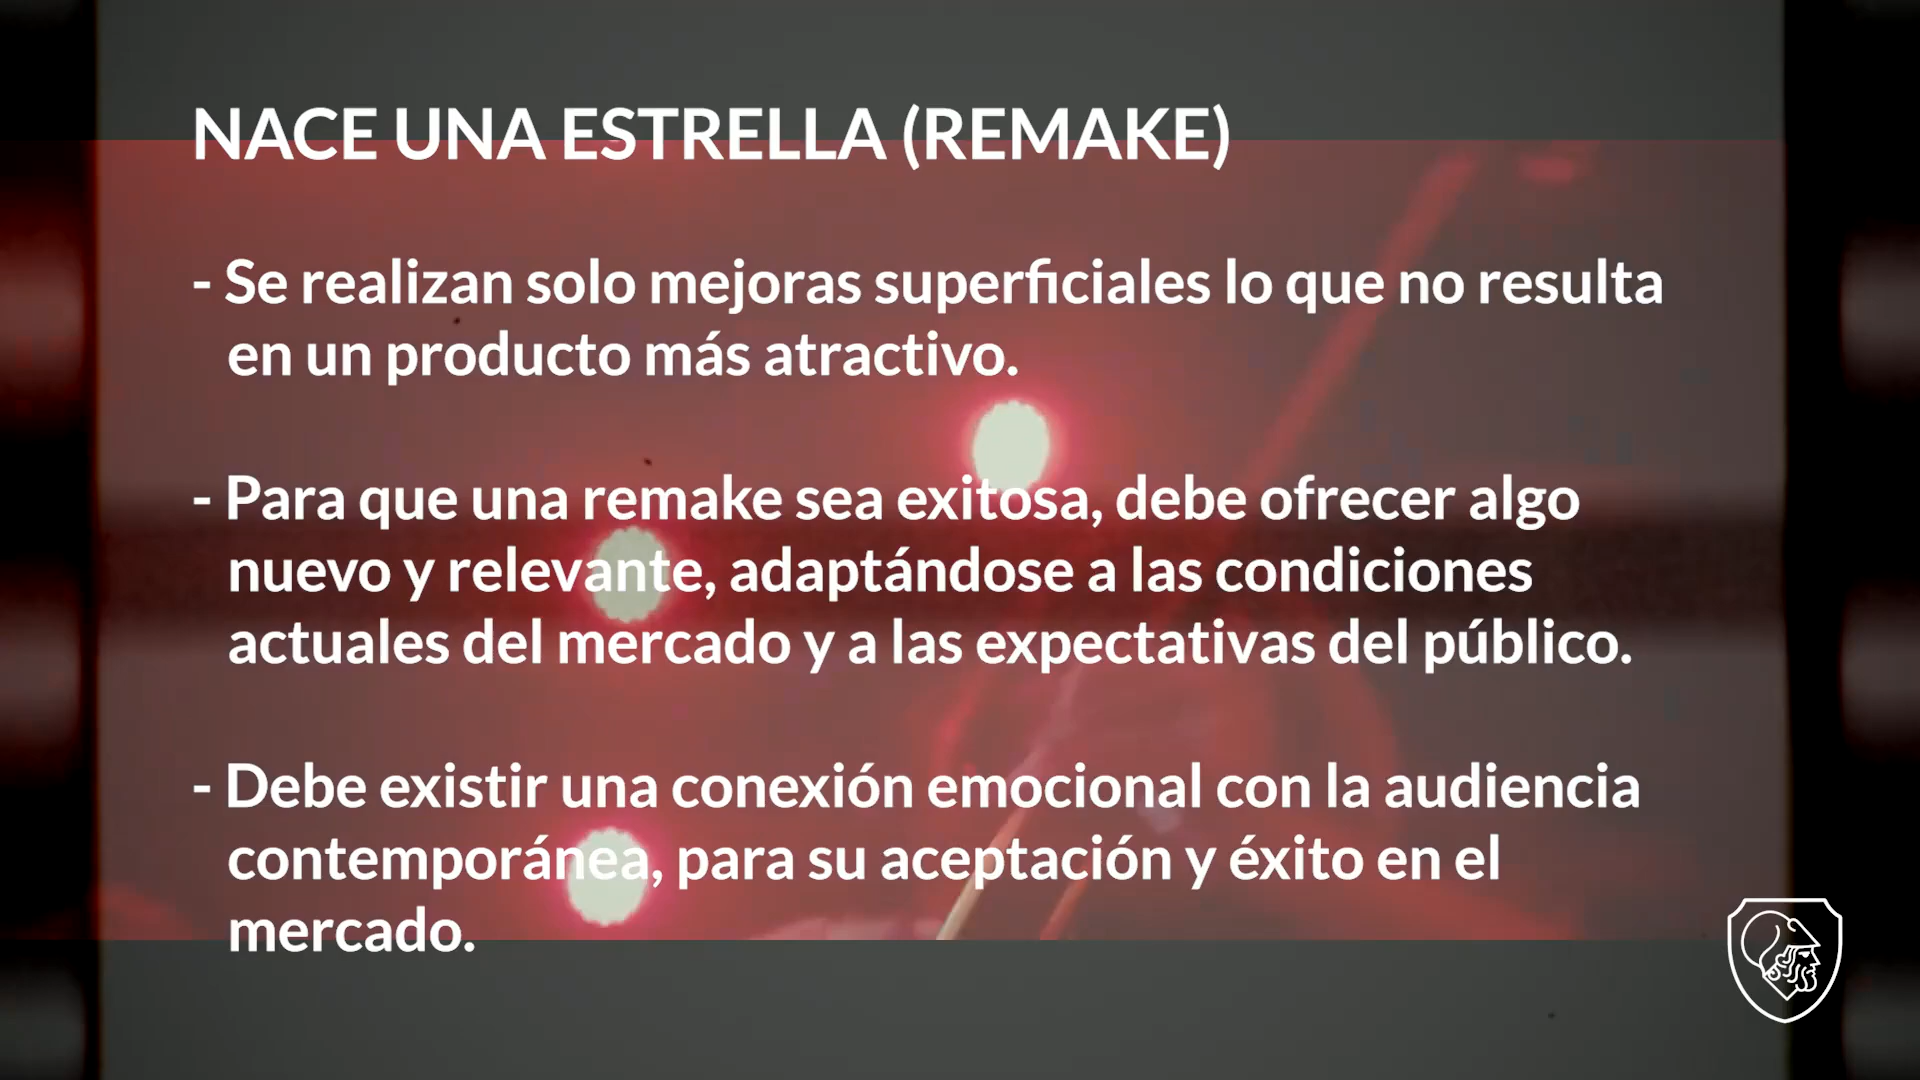 NACE UNA ESTRELLA (REMAKE)
- Se realizan solo mejoras superficiales lo que no resulta
en un producto más atractivo.
- Para que una remake sea exitosa, debe ofrecer algo
nuevo y relevante, adaptándose a las condiciones
actuales del mercado y a las expectativas del público.
- Debe existir una conexión emocional con la audiencia
contemporánea, para su aceptación y éxito en el
mercado.